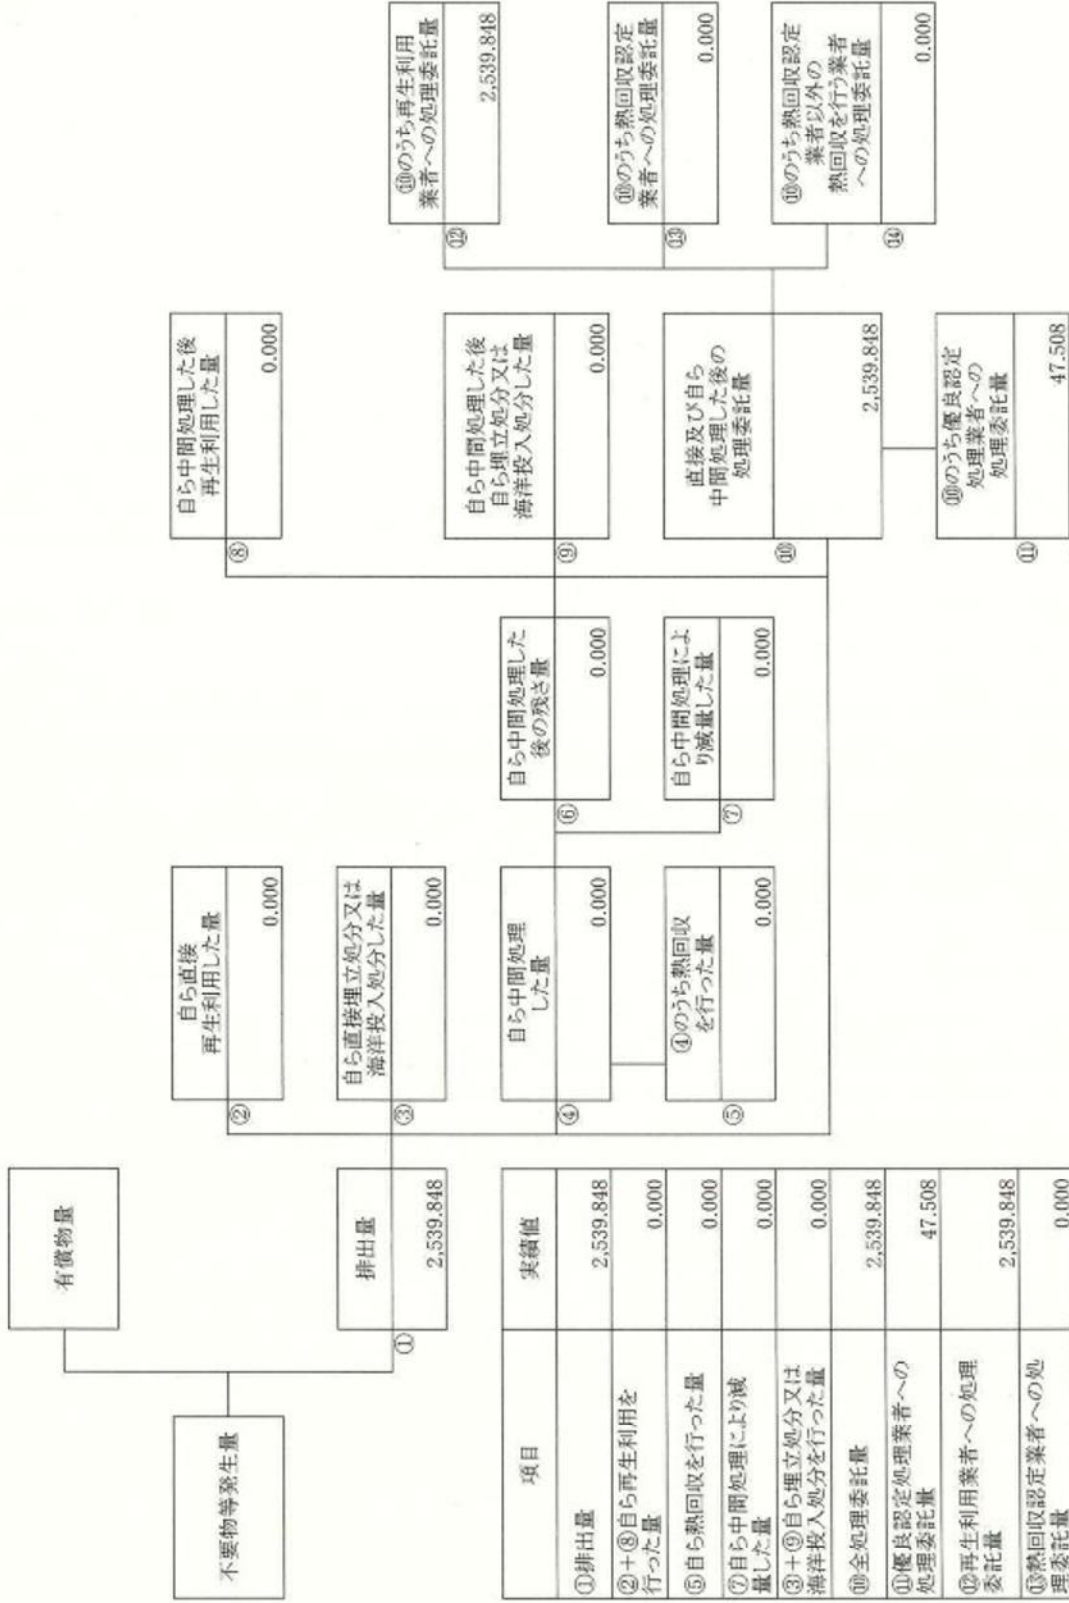 有償物量
不要物等発生量
排出量
①
2,539.848
自ら直接
再生利用した量
②
0.000
自ら直接埋立処分又は
海洋投入処分した量
③
0.000
自ら中間処理
した量
④
0.000
④のうち熱回収
を行った量
⑤
0.000
自ら中間処理した
後の残さ量
⑥
0.000
自ら中間処理によ
り減量した量
⑦
0.000
自ら中間処理した後
再生利用した量
⑧
0.000
自ら中間処理した後
自ら埋立処分又は
海洋投入処分した量
⑨
0.000
直接及び自ら
中間処理した後の
処理委託量
⑩
2,539.848
⑩のうち優良認定
処理業者への
処理委託量
⑪
47.508
⑩のうち再生利用
業者への処理委託量
⑫
2,539.848
⑩のうち熱回収認定
業者への処理委託量
⑬
0.000
⑩のうち熱回収認定
業者以外の
熱回収を行う業者
への処理委託量
⑭
0.000
項目 実績値
①排出量 2,539.848
②+⑧自ら再生利用を
行った量 0.000
⑤自ら熱回収を行った量 0.000
⑦自ら中間処理により減
量した量 0.000
③+⑨自ら埋立処分又は
海洋投入処分を行った量 0.000
⑩全処理委託量 2,539.848
⑪優良認定処理業者への
処理委託量 47.508
⑫再生利用業者への処理
委託量 2,539.848
⑬熱回収認定業者への処
理委託量 0.000